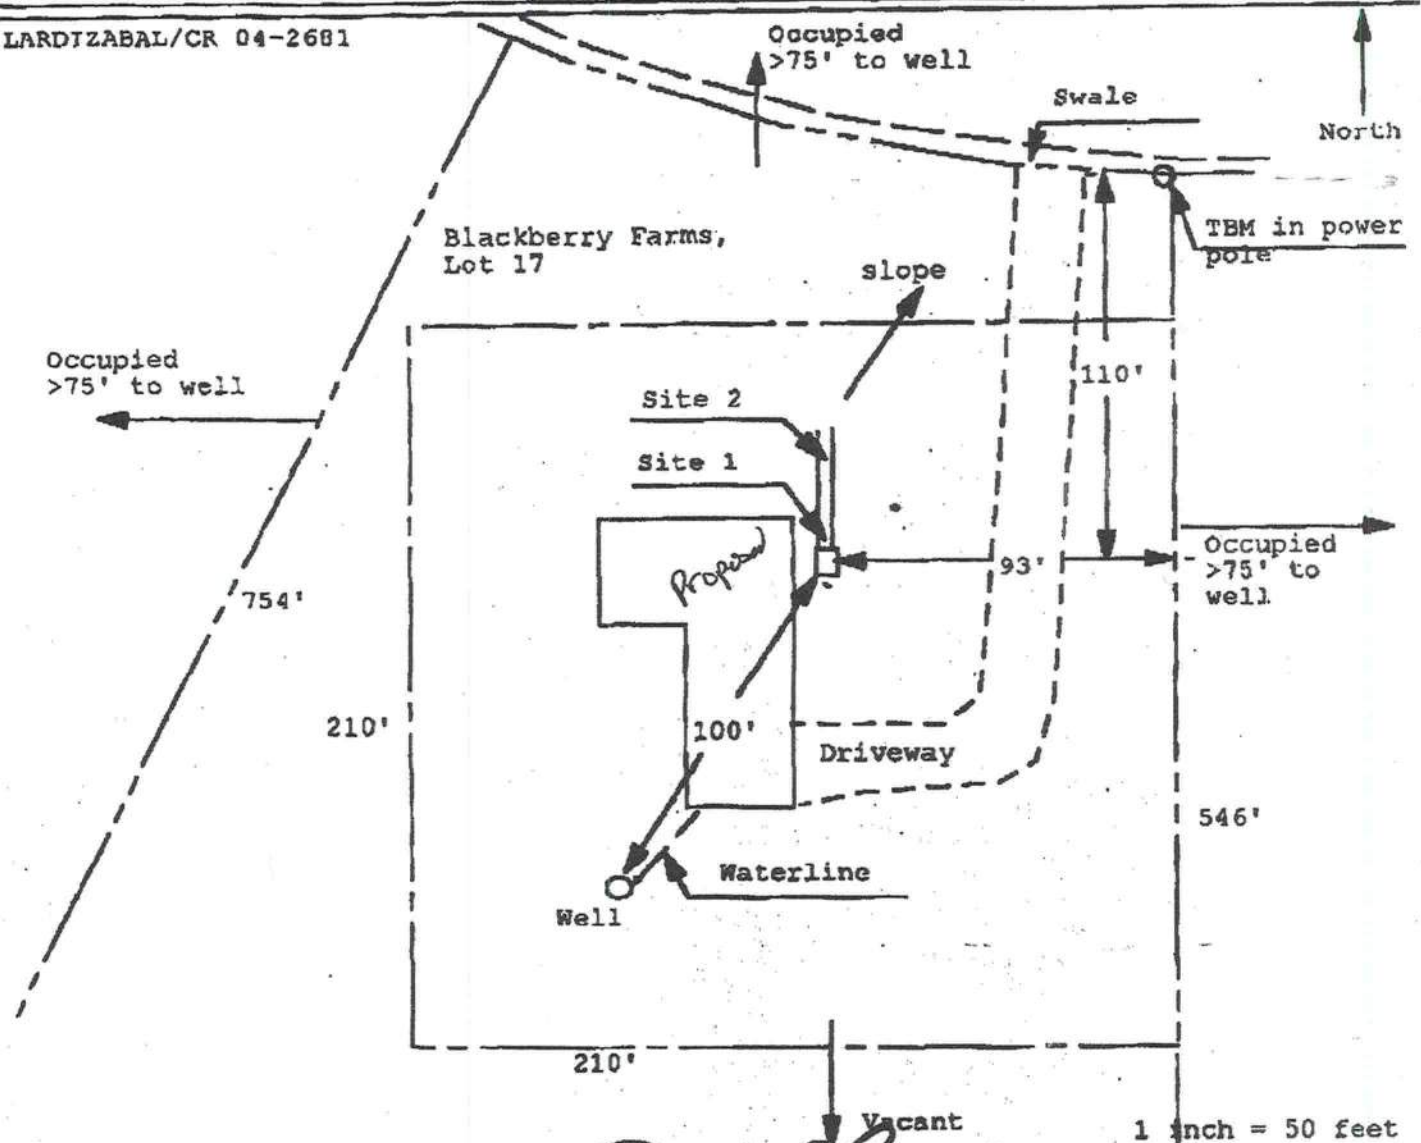 LARDIZABAL/CR 04-2681
Occupied
>75' to well
Swale
North
Blackberry Farms,
Lot 17
TBM in power
pole
slope
Occupied
>75' to well
110'
Site 2
Site 1
Proposed
Occupied
>75' to
well
93'
754'
210'
100'
Driveway
546'
Waterline
Well
210'
Vacant
1 inch = 50 feet